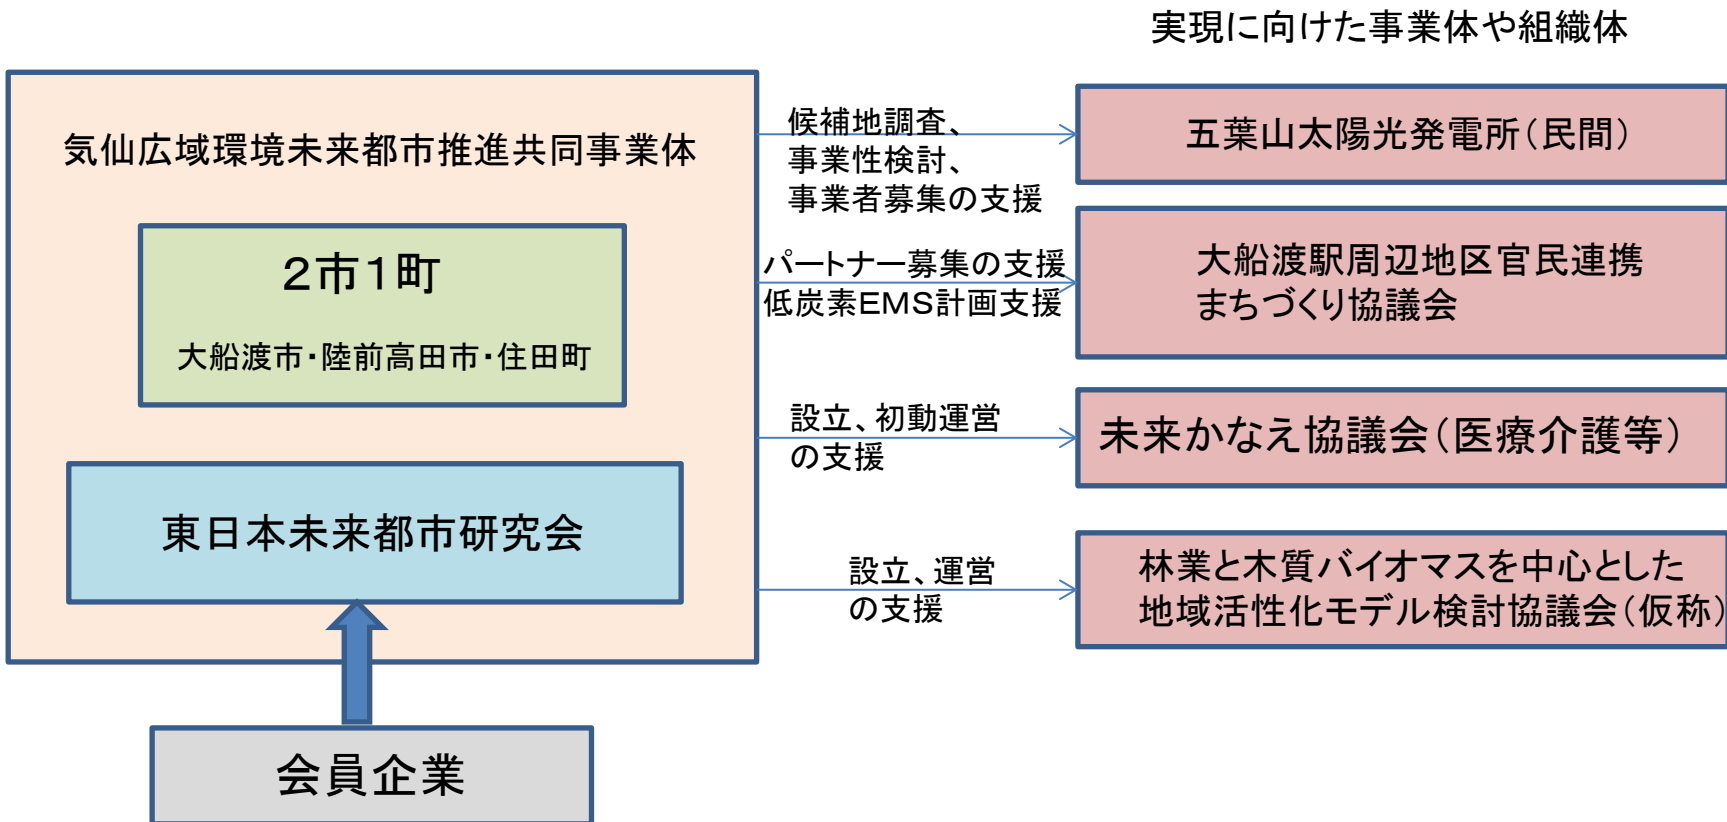 実現に向けた事業体や組織体
気仙広域環境未来都市推進共同事業体
2市1町
大船渡市・陸前高田市・住田町
東日本未来都市研究会
会員企業
候補地調査、
事業性検討、
事業者募集の支援
五葉山太陽光発電所（民間）
パートナー募集の支援
低炭素EMS計画支援
大船渡駅周辺地区官民連携
まちづくり協議会
設立、初動運営
の支援
未来かなえ協議会（医療介護等）
設立、運営
の支援
林業と木質バイオマスを中心とした
地域活性化モデル検討協議会（仮称）